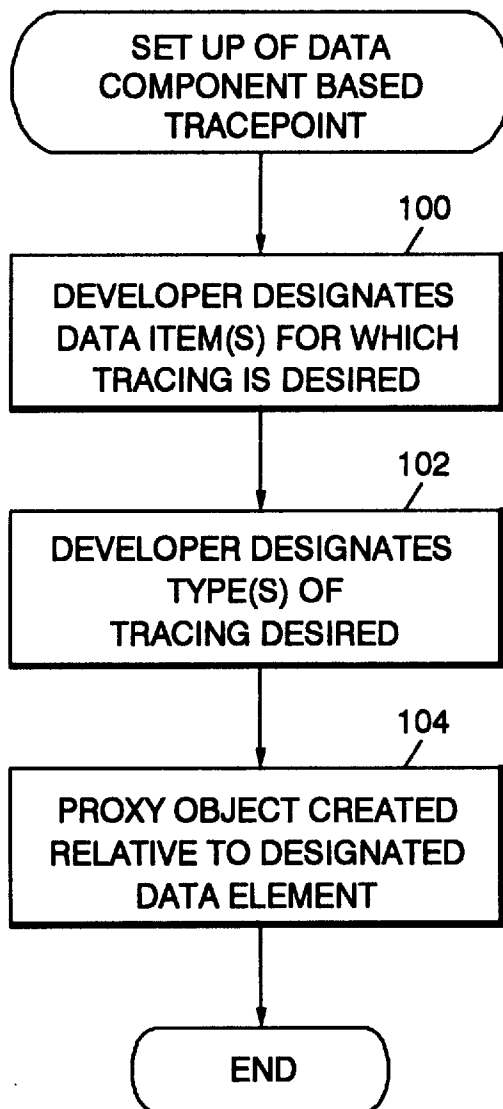 SET UP OF DATA
COMPONENT BASED
TRACEPOINT
100
DEVELOPER DESIGNATES
DATA ITEM(S) FOR WHICH
TRACING IS DESIRED
102
DEVELOPER DESIGNATES
TYPE(S) OF
TRACING DESIRED
104
PROXY OBJECT CREATED
RELATIVE TO DESIGNATED
DATA ELEMENT
END